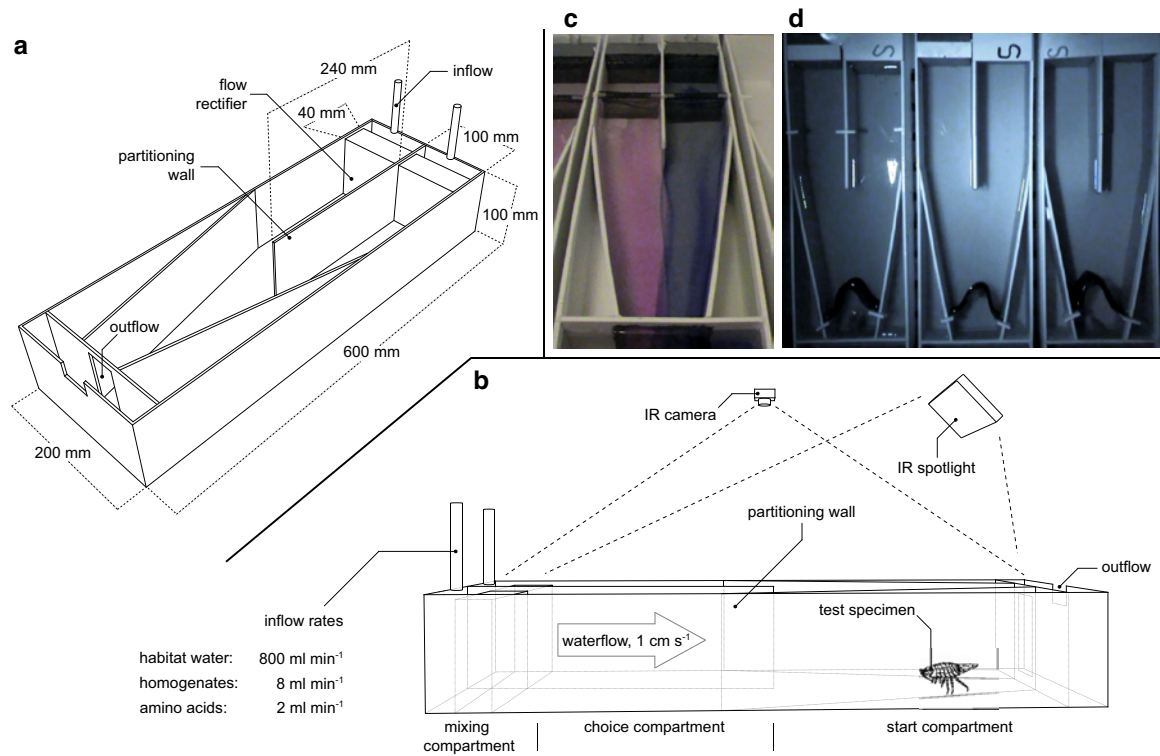 a
240 mm
inflow
flow
rectifier
40 mm
100 mm
partitioning
wall
100 mm
outflow
600 mm
200 mm
c
d
S
5
S
b
IR camera
IR spotlight
partitioning wall
outflow
test specimen
waterflow, 1 cm s⁻¹
inflow rates
habitat water: 800 ml min⁻¹
homogenates: 8 ml min⁻¹
amino acids: 2 ml min⁻¹
mixing
compartment
choice compartment
start compartment